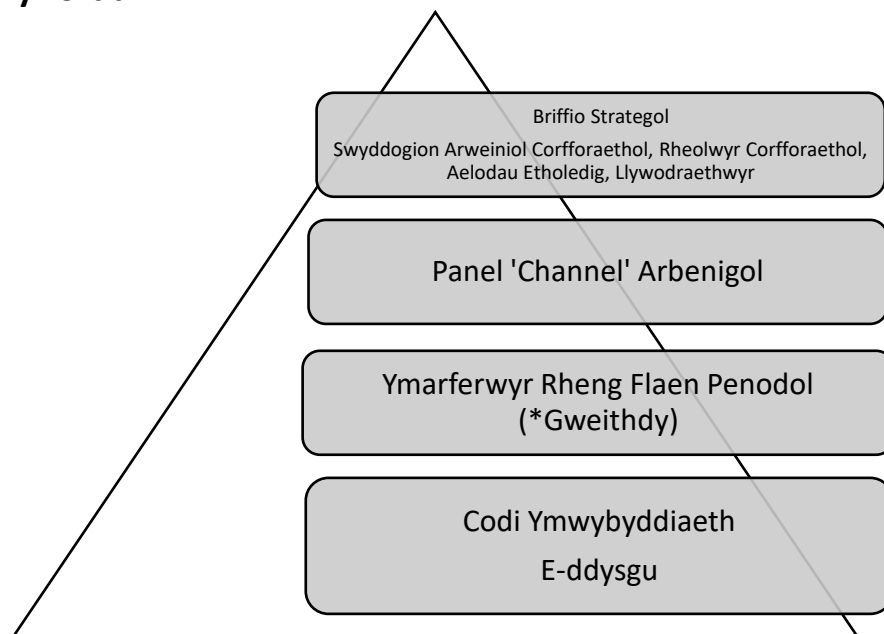 Briffio Strategol
Swyddogion Arweiniol Corfforaethol, Rheolwyr Corfforaethol,
Aelodau Etholedig, Llywodraethwyr
Panel 'Channel' Arbenigol
Ymarferwyr Rheng Flaen Penodol
(*Gweithdy)
Codi Ymwybyddiaeth
E-ddysgu